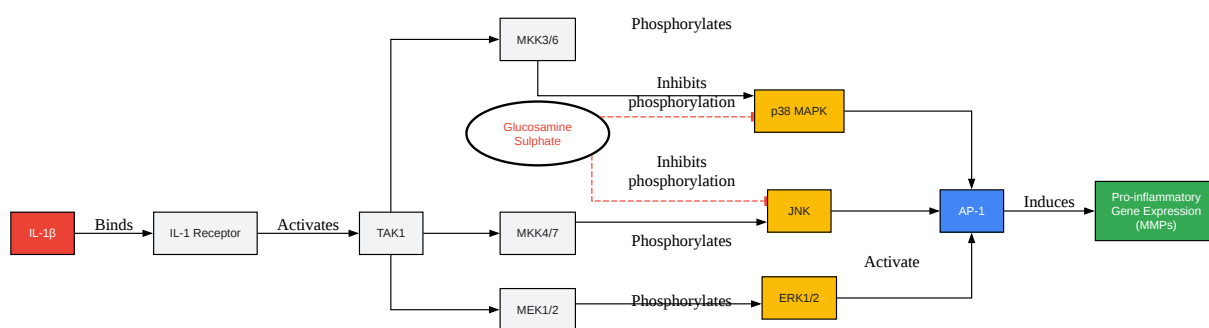 Phosphorylates
MKK3/6
Inhibits
phosphorylation
p38 MAPK
Glucosamine
Sulphate
Inhibits
phosphorylation
Pro-inflammatory
Gene Expression
(MMPs)
IL-1β
Binds
IL-1 Receptor
Activates
TAK1
MKK4/7
Phosphorylates
JNK
AP-1
Induces
Activate
MEK1/2
Phosphorylates
ERK1/2